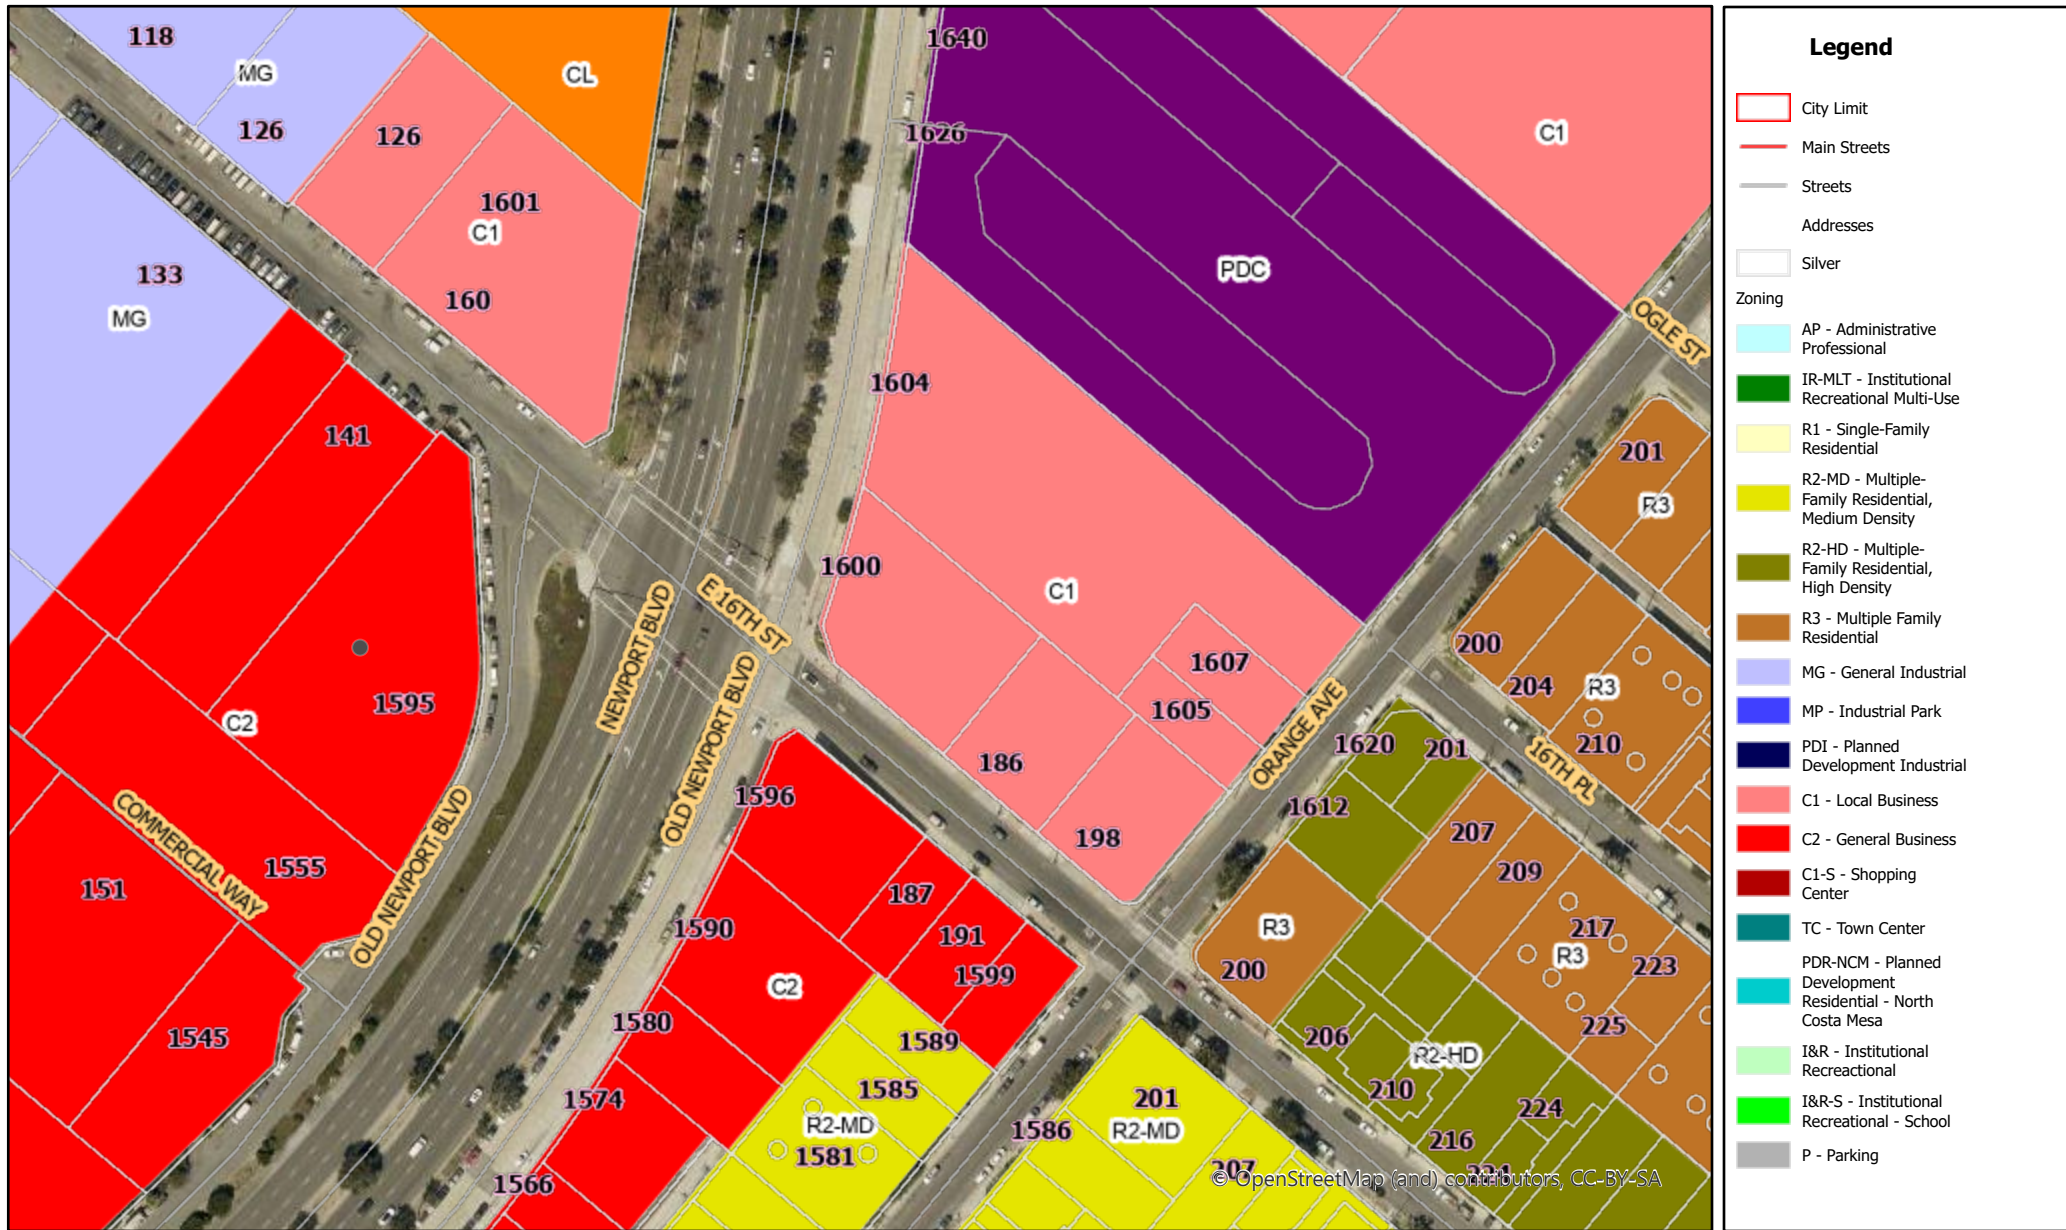 118
MG
126
126
CL
1640
1626
C1
1601
C1
133
MG
160
PDC
OGLE ST
1604
141
201
R3
1600
C1
E 16TH ST
NEWPORT BLVD
OLD NEWPORT BLVD
1607
1605
200
204
R3
210
1595
C2
186
ORANGE AVE
1620
201
16TH PL
1596
1612
198
207
209
COMMERCIAL WAY
OLD NEWPORT BLVD
1555
151
187
191
1599
1590
C2
R3
200
217
R3
223
225
1545
1580
1589
1585
R2-MD
1581
1574
1566
206
R2-HD
210
224
216
224
201
R2-MD
1586
207
© OpenStreetMap (and) contributors, CC-BY-SA
Legend
City Limit
Main Streets
Streets
Addresses
Silver
Zoning
AP - Administrative
Professional
IR-MLT - Institutional
Recreational Multi-Use
R1 - Single-Family
Residential
R2-MD - Multiple-
Family Residential,
Medium Density
R2-HD - Multiple-
Family Residential,
High Density
R3 - Multiple Family
Residential
MG - General Industrial
MP - Industrial Park
PDI - Planned
Development Industrial
C1 - Local Business
C2 - General Business
C1-S - Shopping
Center
TC - Town Center
PDR-NCM - Planned
Development
Residential - North
Costa Mesa
I&R - Institutional
Recreactional
I&R-S - Institutional
Recreational - School
P - Parking